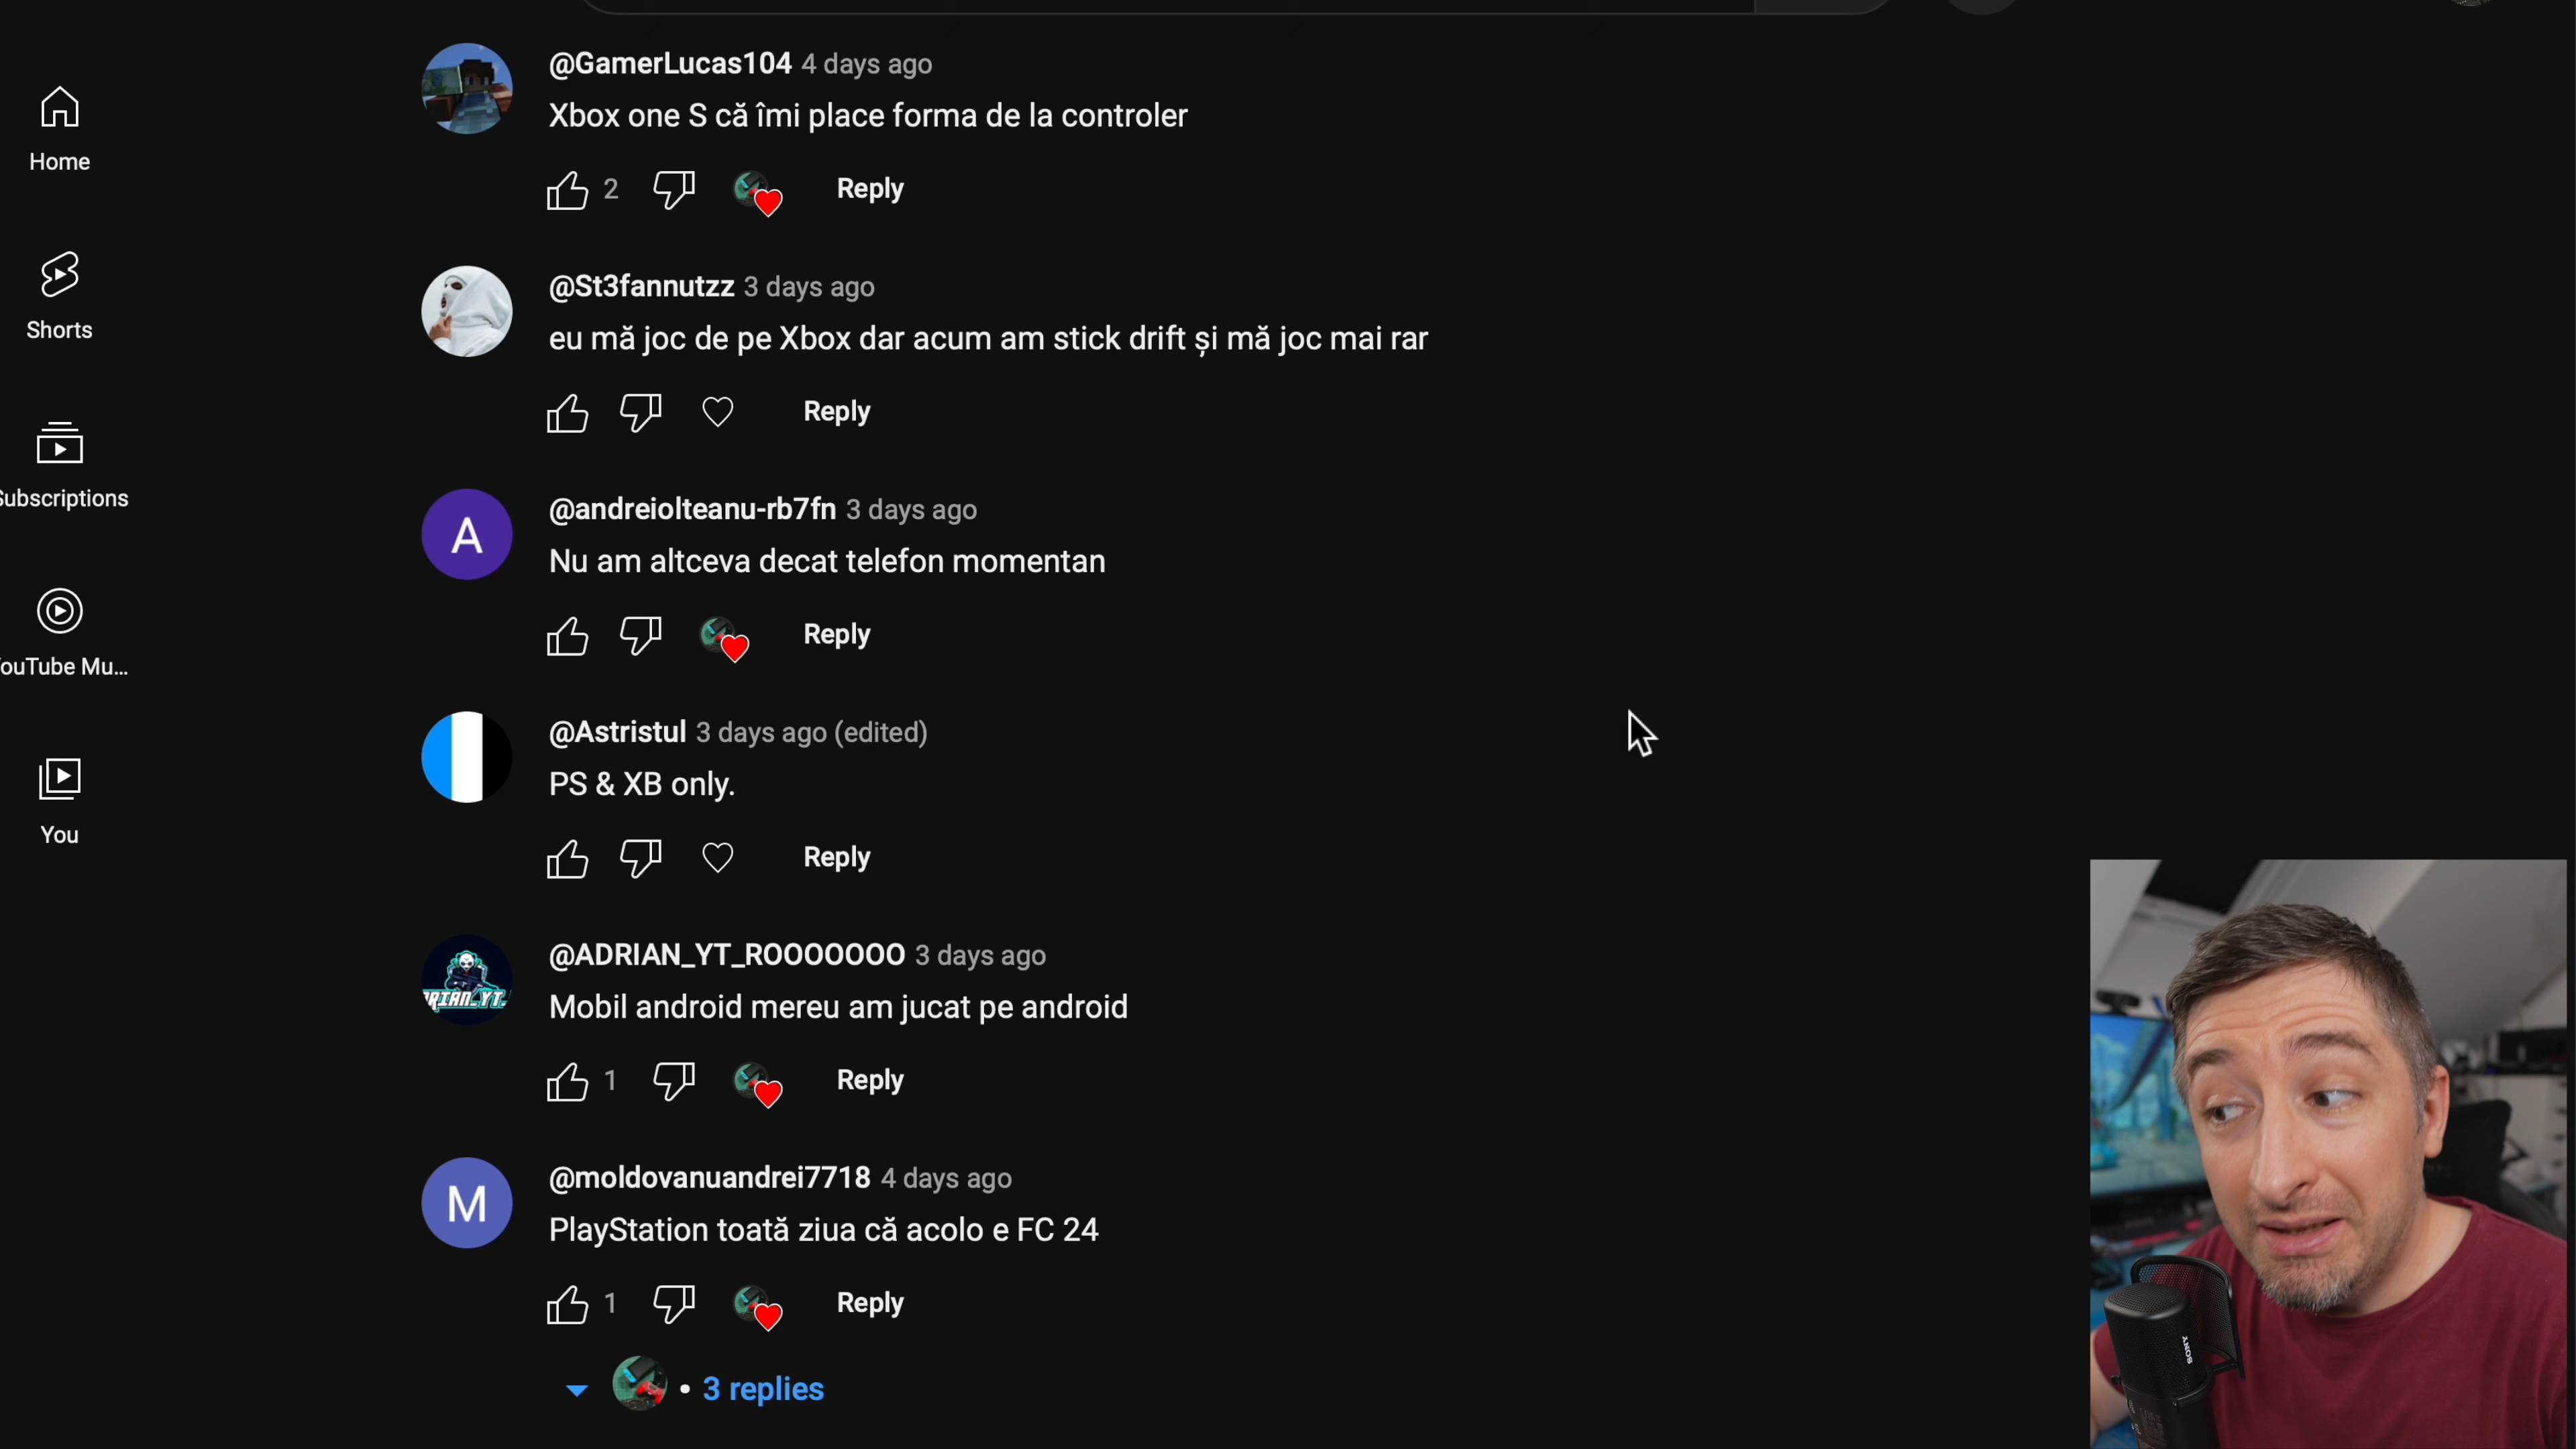 @GamerLucas104 4 days ago
Xbox one S că îmi place forma de la controler
2 Reply
Home
@St3fannutzz 3 days ago
eu mă joc de pe Xbox dar acum am stick drift și mă joc mai rar
Reply
Shorts
@andreiolteanu-rb7fn 3 days ago
A
Nu am altceva decat telefon momentan
Reply
Subscriptions
ouTube Mu...
@Astristul 3 days ago (edited)
PS & XB only.
Reply
You
@ADRIAN_YT_ROOOOOOO 3 days ago
RIAN_YT.
Mobil android mereu am jucat pe android
1 Reply
@moldovanuandrei7718 4 days ago
M
PlayStation toată ziua că acolo e FC 24
1 Reply
• 3 replies
SONY